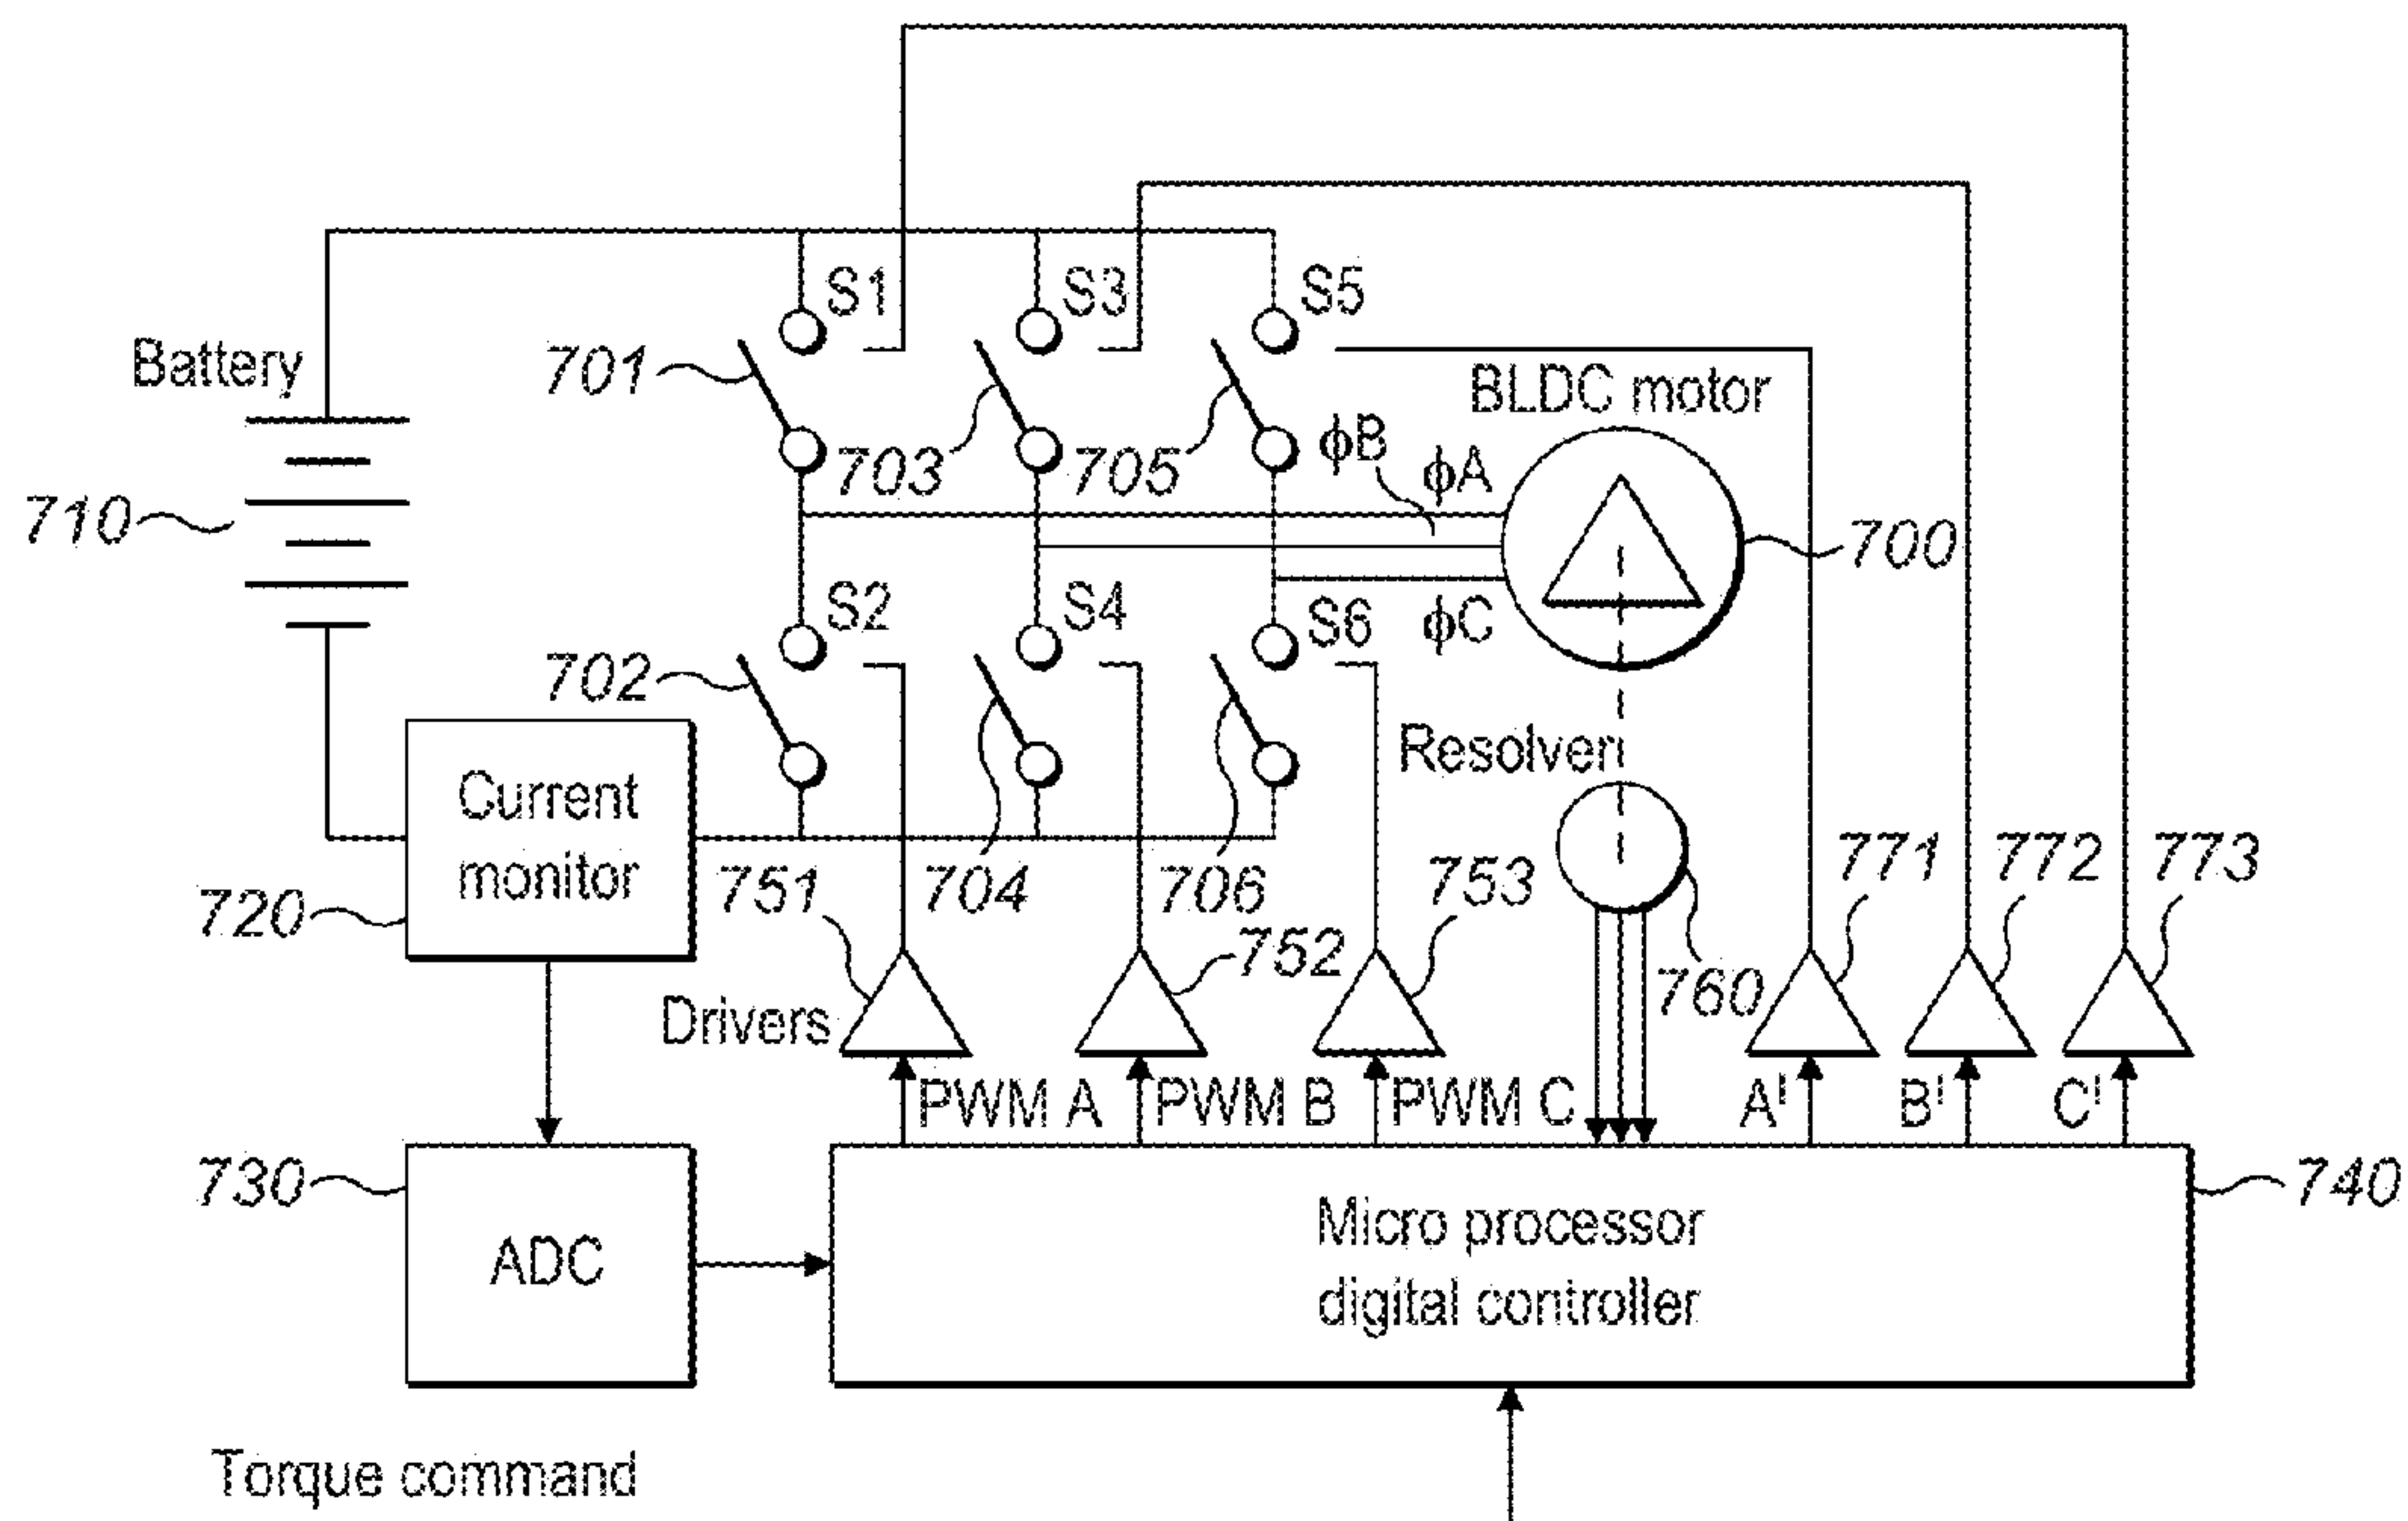 S1
S3
S5
Battery
701
BLDC motor
703
705
ϕB
ϕA
710
700
S2
S4
S6
ϕC
702
Resolver
Current
monitor
720
751
704
706
753
771
772
773
752
760
Drivers
PWM A
PWM B
PWM C
A'
B'
C'
730
740
ADC
Micro processor
digital controller
Torque command